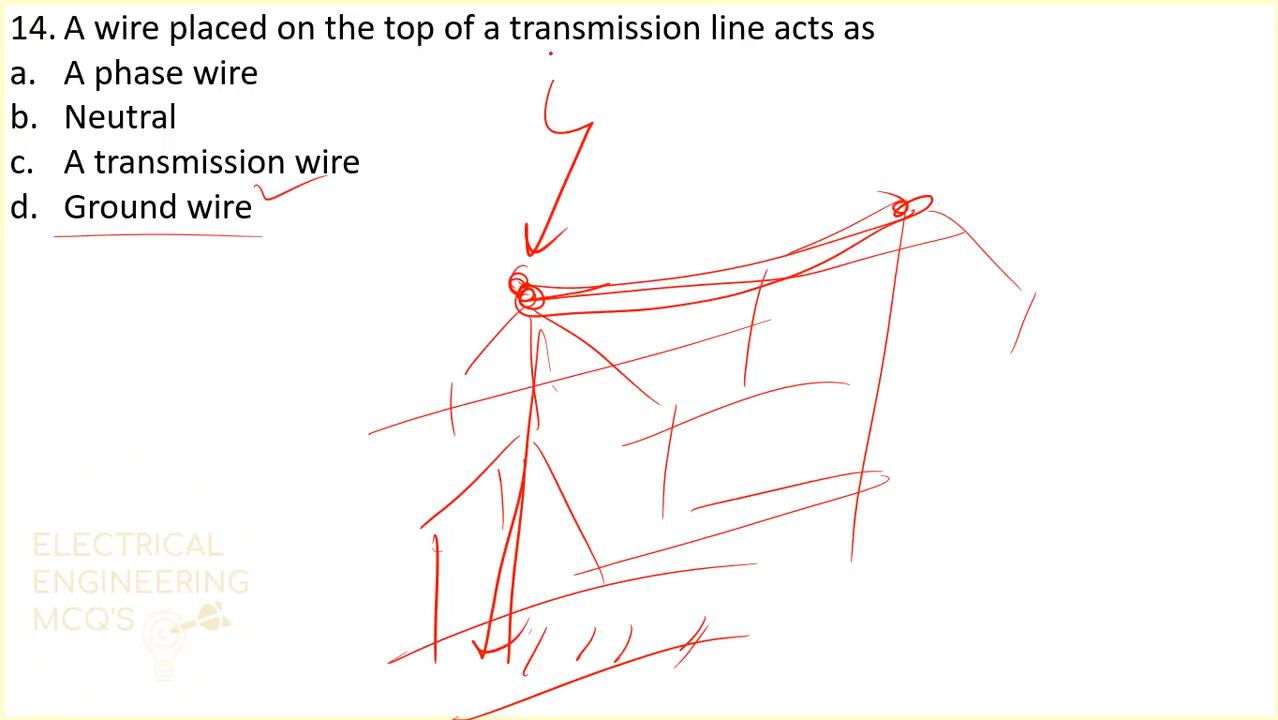 14. A wire placed on the top of a transmission line acts as
a. A phase wire
b. Neutral
c. A transmission wire
d. Ground wire
ELECTRICAL
ENGINEERING
MCQ'S